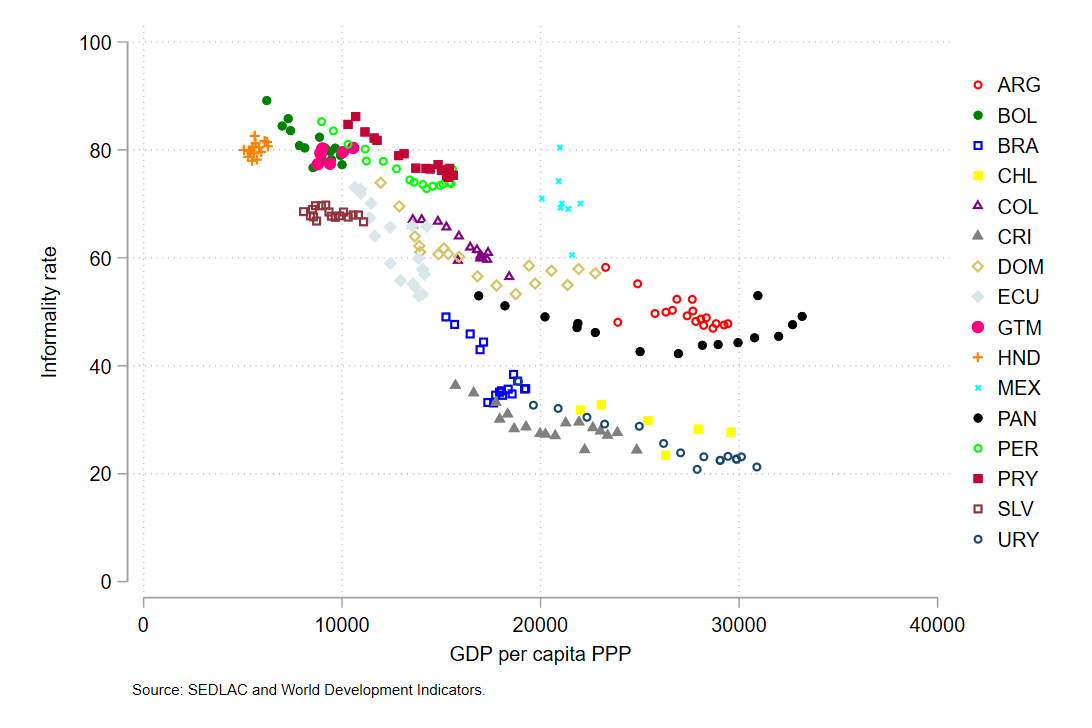 Informality rate
100
80
60
40
20
0
0 10000 20000 30000 40000
GDP per capita PPP
ARG
BOL
BRA
CHL
COL
CRI
DOM
ECU
GTM
HND
MEX
PAN
PER
PRY
SLV
URY
Source: SEDLAC and World Development Indicators.